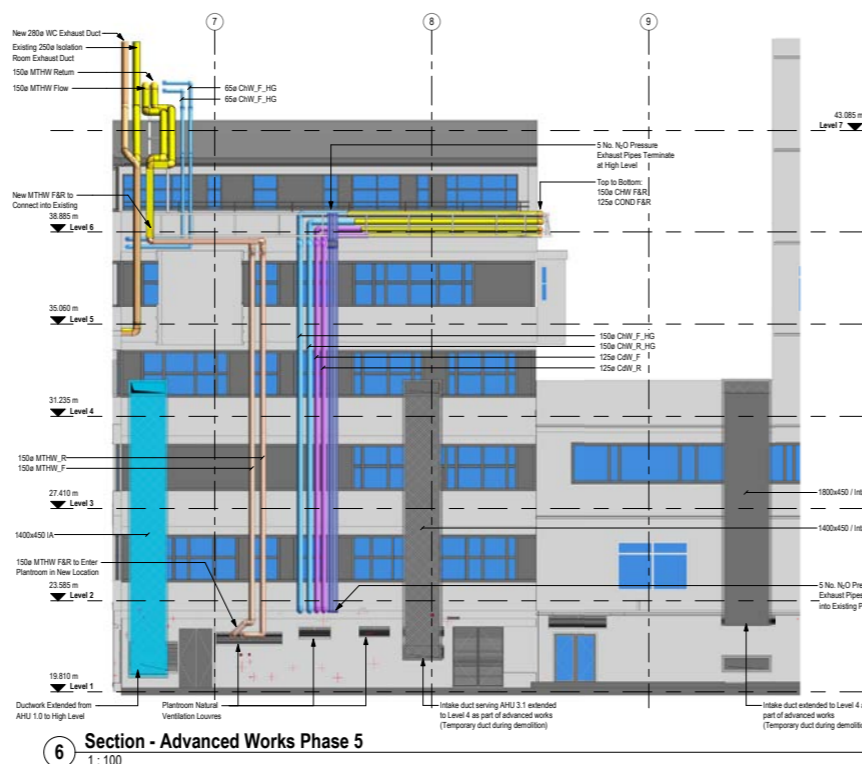 7
8
9
New 280ø WC Exhaust Duct
Existing 250ø Isolation
Room Exhaust Duct
150ø MTHW Return
150ø MTHW Flow
65ø ChW_F_HG
65ø ChW_F_HG
43.085 m
Level 7
5 No. N₂O Pressure
Exhaust Pipes Terminate
at High Level
Top to Bottom:
150ø CHW F&R
125ø COND F&R
New MTHW F&R to
Connect into Existing
38.885 m
Level 6
35.060 m
Level 5
150ø ChW_F_HG
150ø ChW_R_HG
125ø CdW_F
125ø CdW_R
31.235 m
Level 4
150ø MTHW_R
150ø MTHW_F
27.410 m
Level 3
1800x450 / Int
1400x450 IA
1400x450 / Int
150ø MTHW F&R to Enter
Plantroom in New Location
23.585 m
Level 2
5 No. N₂O Pre
Exhaust Pipes
into Existing P
19.810 m
Level 1
Ductwork Extended from
AHU 1.0 to High Level
Plantroom Natural
Ventilation Louvres
Intake duct serving AHU 3.1 extended
to Level 4 as part of advanced works
(Temporary duct during demolition)
Intake duct extended to Level 4 a
part of advanced works
(Temporary duct during demolitio
6
Section - Advanced Works Phase 5
1 : 100